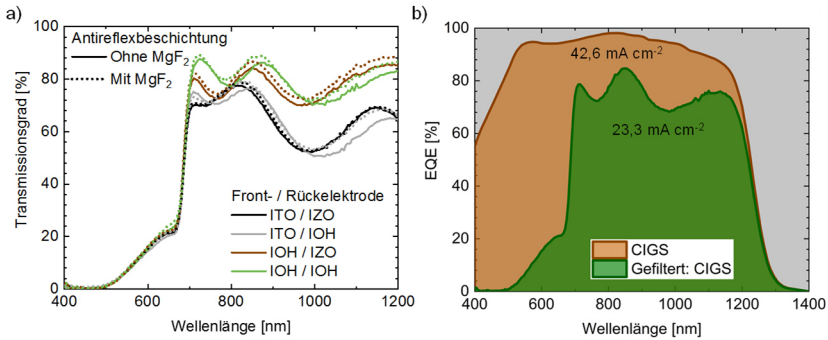 a)
Antireflexbeschichtung
Ohne MgF2
Mit MgF2
Transmissionsgrad [%]
100
80
60
40
20
0
Front- / Rückelektrode
ITO / IZO
ITO / IOH
IOH / IZO
IOH / IOH
400 600 800 1000 1200
Wellenlänge [nm]
b)
EQE [%]
100
80
60
40
20
0
42,6 mA cm-2
23,3 mA cm-2
CIGS
Gefiltert: CIGS
400 600 800 1000 1200 1400
Wellenlänge [nm]